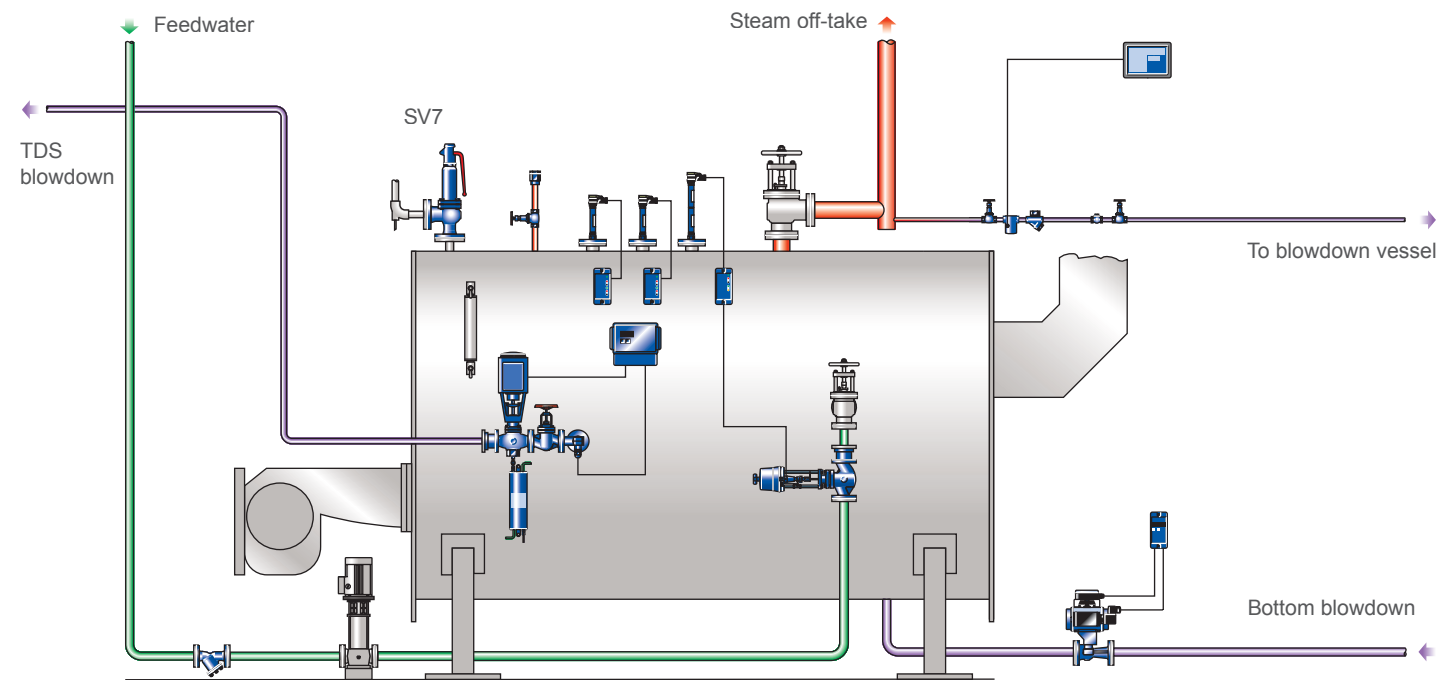 Feedwater
Steam off-take
TDS
blowdown
SV7
To blowdown vessel
Bottom blowdown